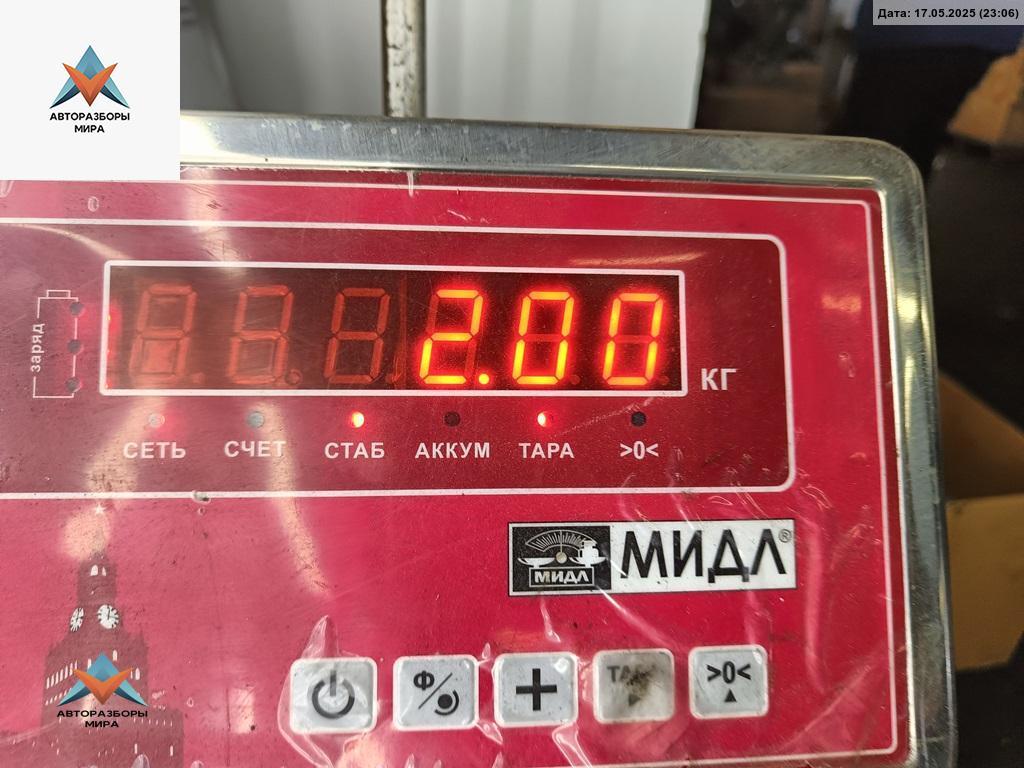 Дата: 17.05.2025 (23:06)
АВТОРАЗБОРЫ
МИРА
заряд
2.00
КГ
СЕТЬ СЧЕТ СТАБ АККУМ ТАРА >0<
МИДЛ МИДЛ®
Ф >0<
АВТОРАЗБОРЫ
МИРА